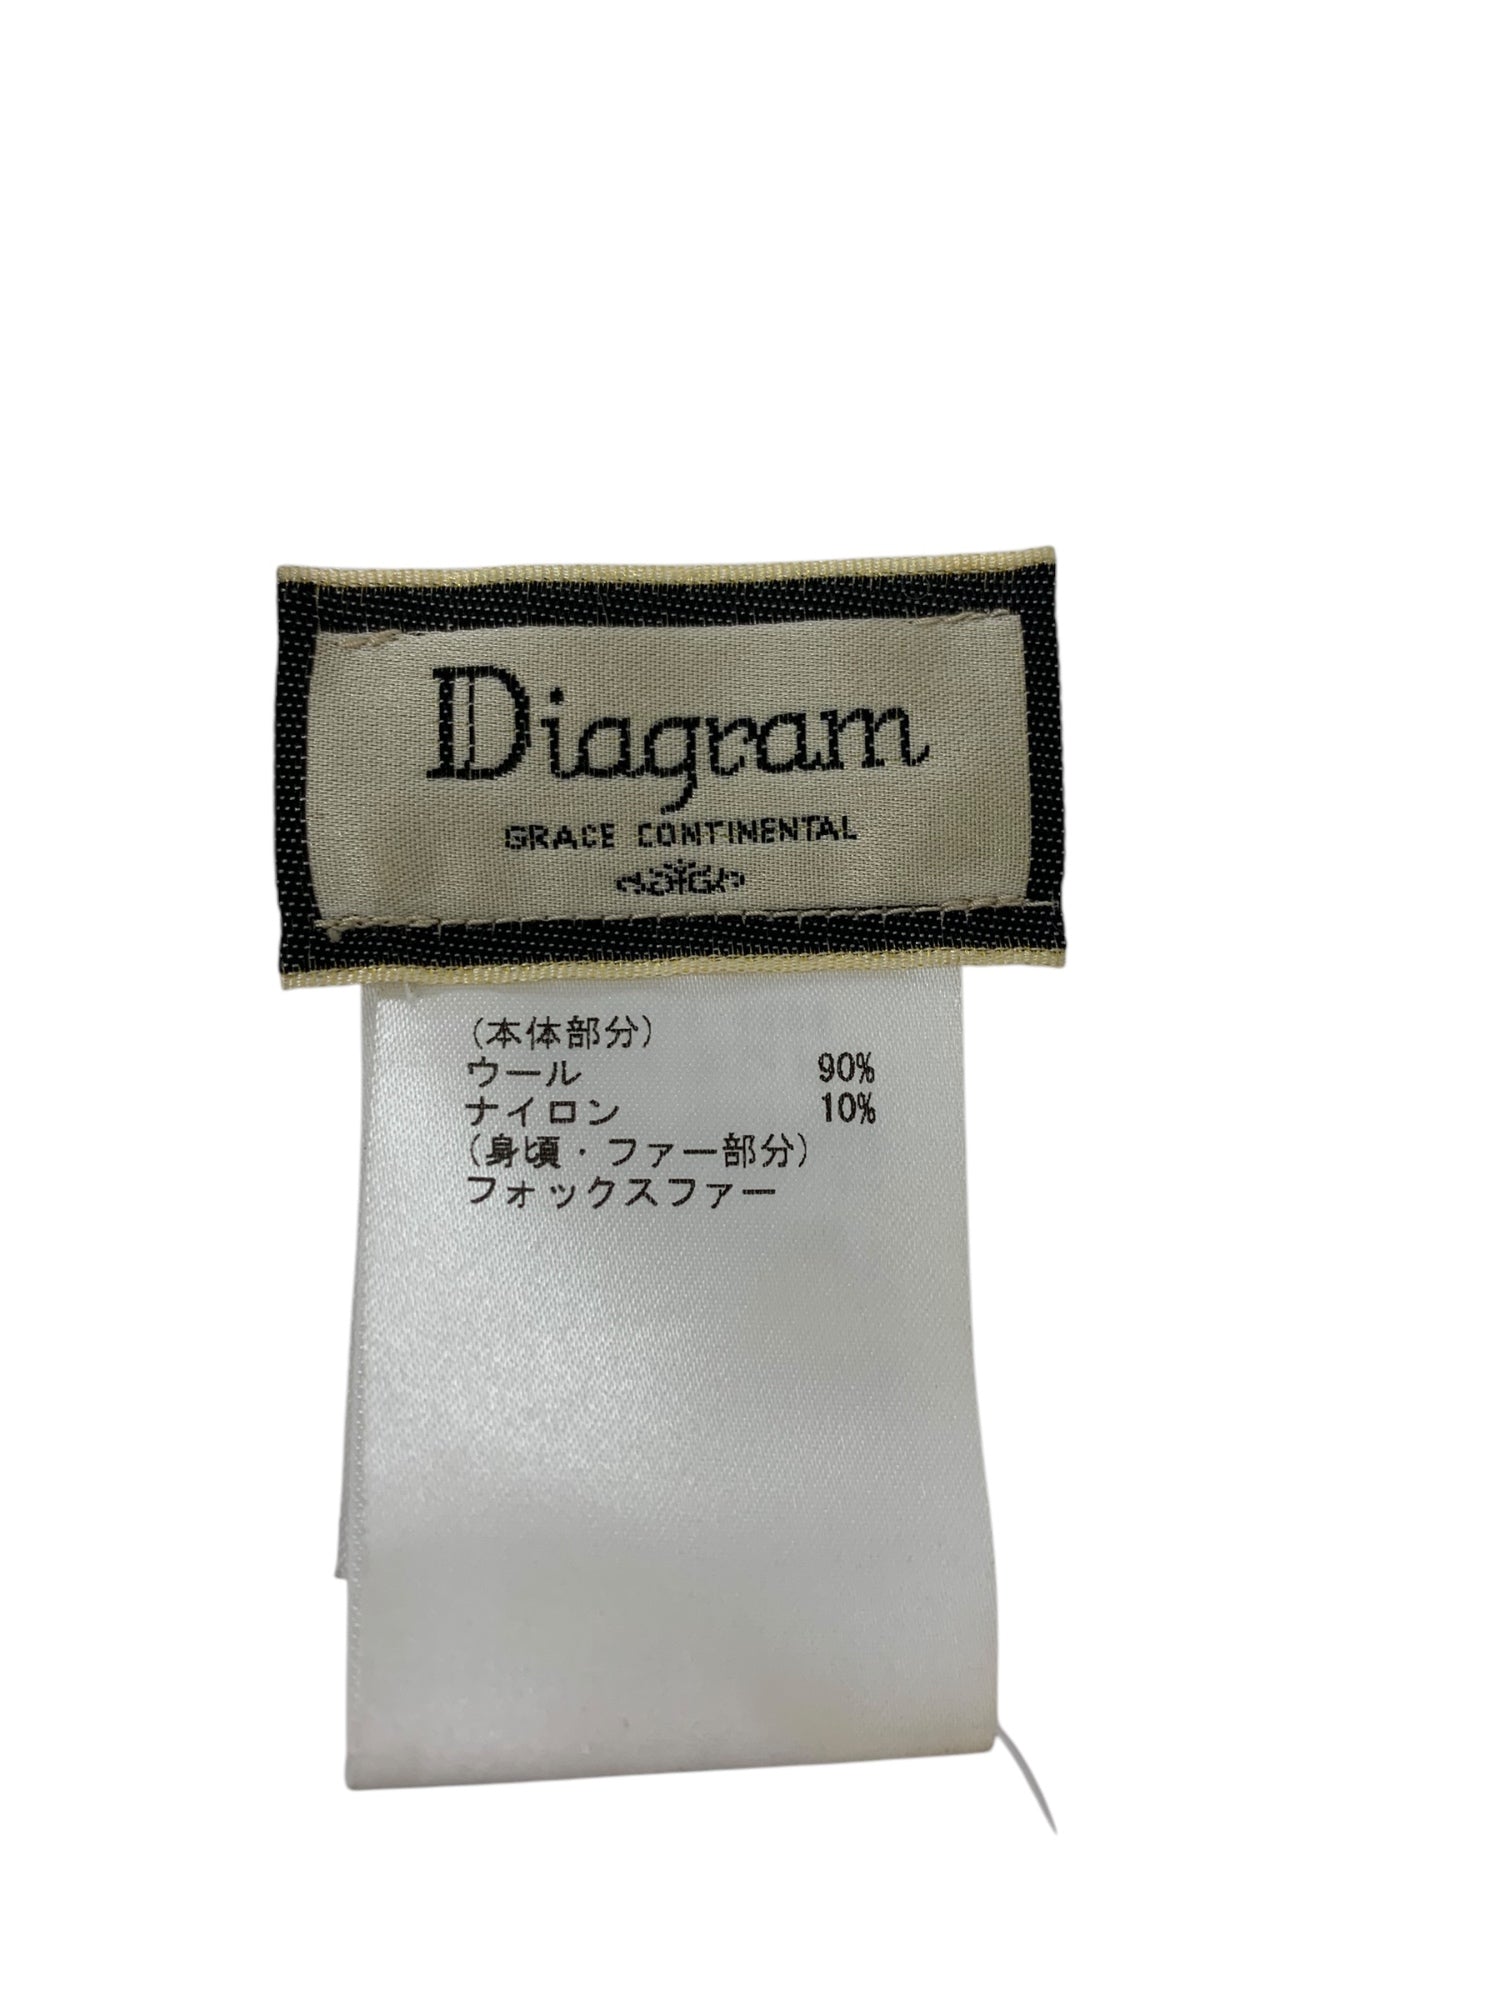 Diagram
GRACE CONTINENTAL
(本体部分)
ウール 90%
ナイロン 10%
(身頃・ファー部分)
フォックスファー